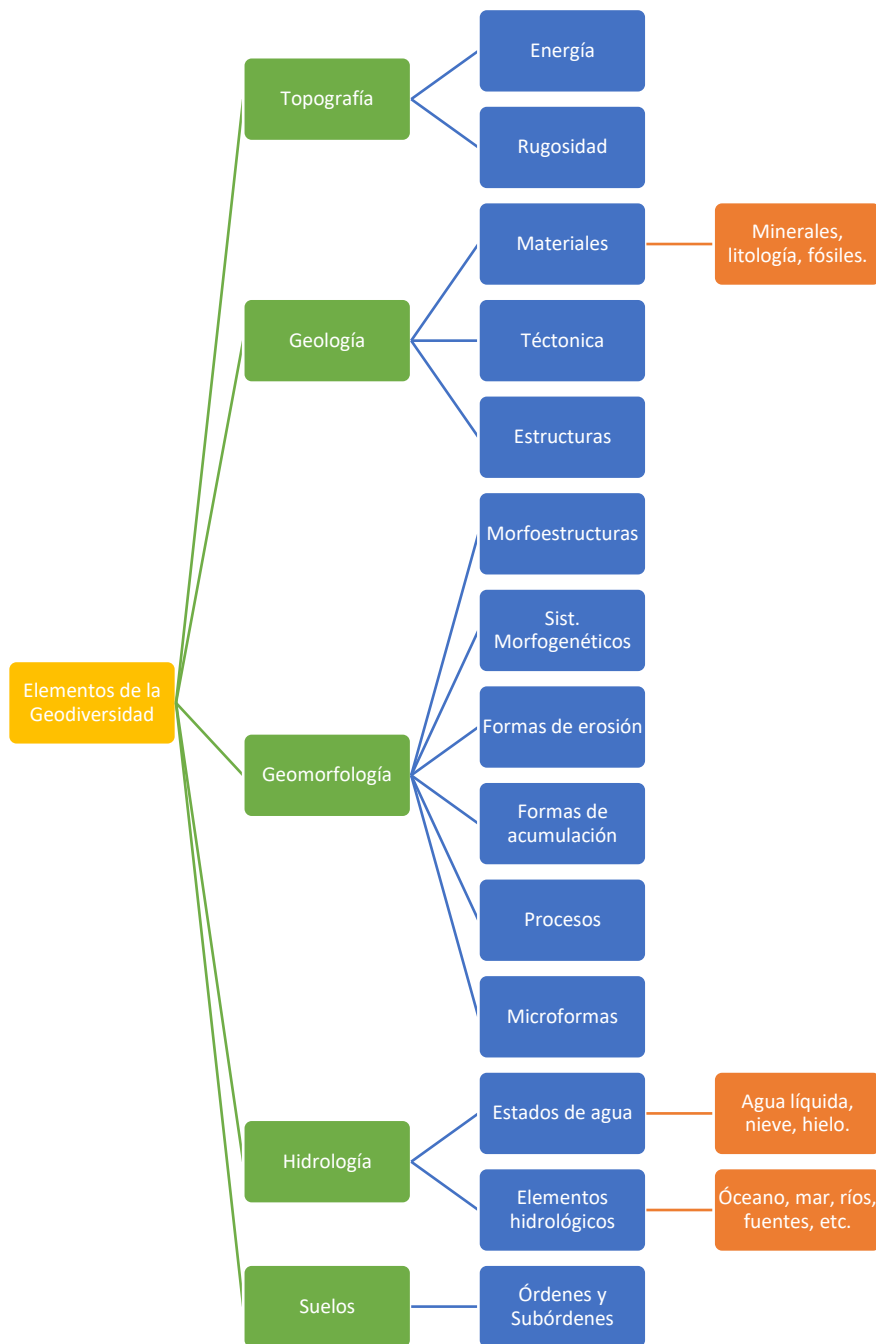 Energía
Topografía
Rugosidad
Materiales
Minerales,
litología, fósiles.
Geología
Téctonica
Estructuras
Morfoestructuras
Sist.
Morfogenéticos
Elementos de la
Geodiversidad
Formas de erosión
Geomorfología
Formas de
acumulación
Procesos
Microformas
Estados de agua
Agua líquida,
nieve, hielo.
Hidrología
Elementos
hidrológicos
Óceano, mar, ríos,
fuentes, etc.
Suelos
Órdenes y
Subórdenes